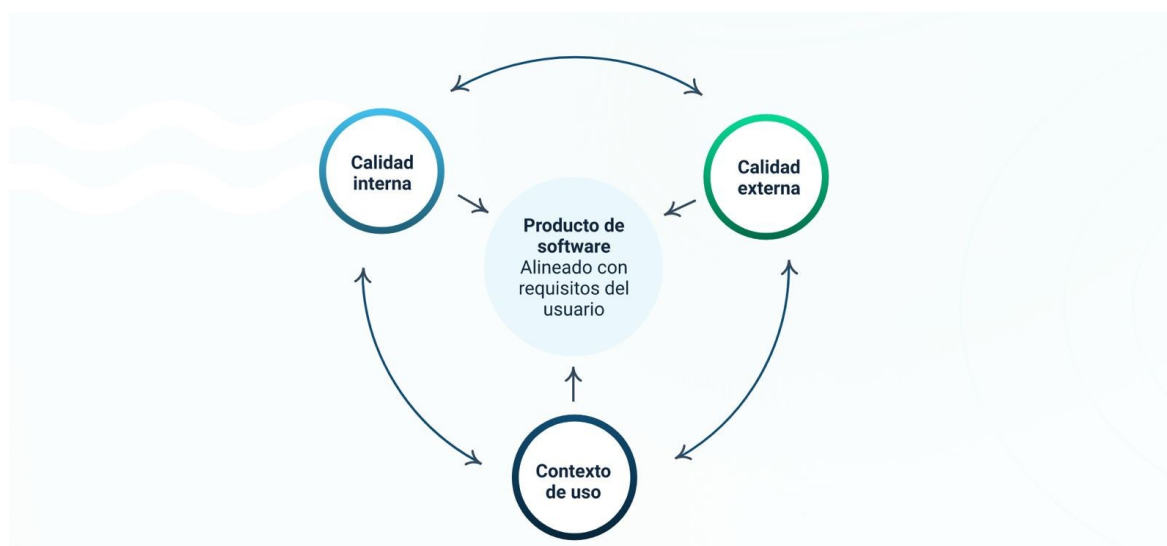 Calidad
interna
Calidad
externa
Producto de
software
Alineado con
requisitos del
usuario
Contexto
de uso